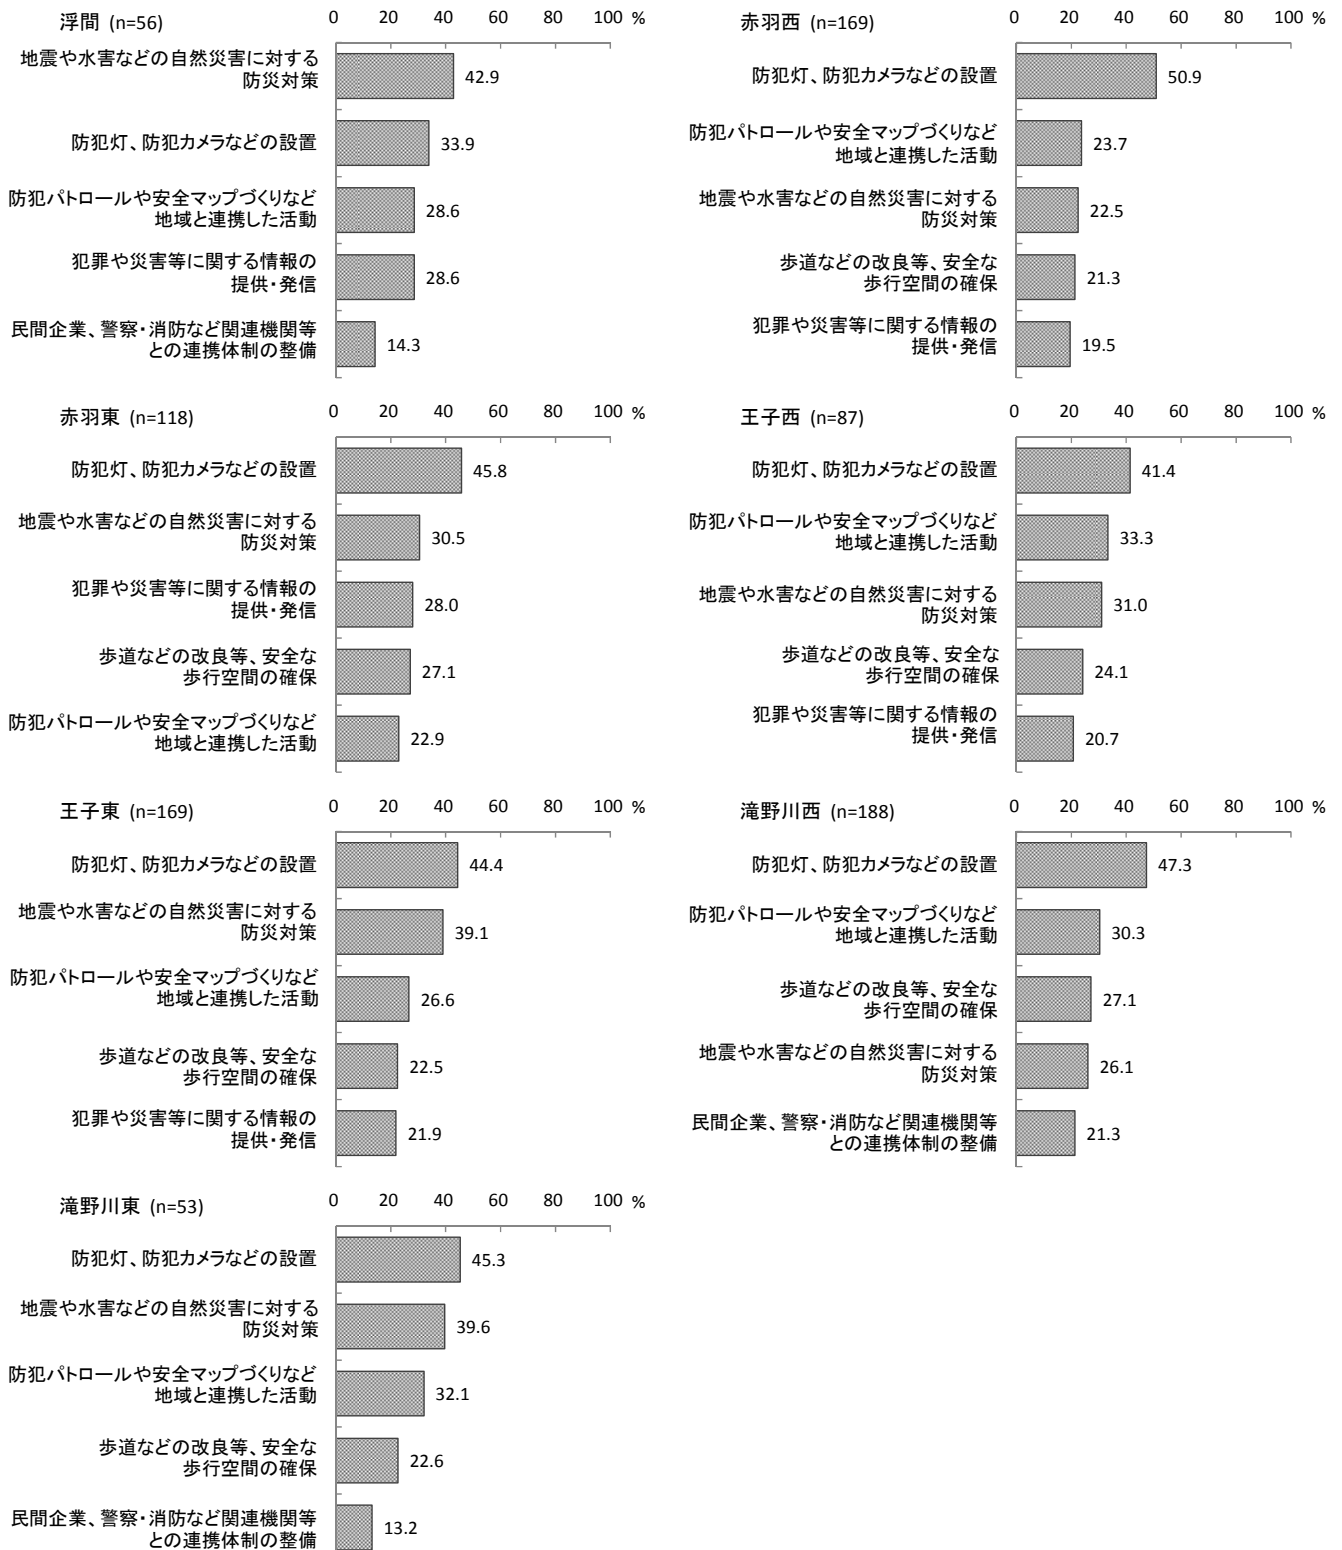 浮間 (n=56)
0 20 40 60 80 100 %
地震や水害などの自然災害に対する
防災対策
42.9
防犯灯、防犯カメラなどの設置
33.9
防犯パトロールや安全マップづくりなど
地域と連携した活動
28.6
犯罪や災害等に関する情報の
提供・発信
28.6
民間企業、警察・消防など関連機関等
との連携体制の整備
14.3
赤羽西 (n=169)
0 20 40 60 80 100 %
防犯灯、防犯カメラなどの設置
50.9
防犯パトロールや安全マップづくりなど
地域と連携した活動
23.7
地震や水害などの自然災害に対する
防災対策
22.5
歩道などの改良等、安全な
歩行空間の確保
21.3
犯罪や災害等に関する情報の
提供・発信
19.5
赤羽東 (n=118)
0 20 40 60 80 100 %
防犯灯、防犯カメラなどの設置
45.8
地震や水害などの自然災害に対する
防災対策
30.5
犯罪や災害等に関する情報の
提供・発信
28.0
歩道などの改良等、安全な
歩行空間の確保
27.1
防犯パトロールや安全マップづくりなど
地域と連携した活動
22.9
王子西 (n=87)
0 20 40 60 80 100 %
防犯灯、防犯カメラなどの設置
41.4
防犯パトロールや安全マップづくりなど
地域と連携した活動
33.3
地震や水害などの自然災害に対する
防災対策
31.0
歩道などの改良等、安全な
歩行空間の確保
24.1
犯罪や災害等に関する情報の
提供・発信
20.7
王子東 (n=169)
0 20 40 60 80 100 %
防犯灯、防犯カメラなどの設置
44.4
地震や水害などの自然災害に対する
防災対策
39.1
防犯パトロールや安全マップづくりなど
地域と連携した活動
26.6
歩道などの改良等、安全な
歩行空間の確保
22.5
犯罪や災害等に関する情報の
提供・発信
21.9
滝野川西 (n=188)
0 20 40 60 80 100 %
防犯灯、防犯カメラなどの設置
47.3
防犯パトロールや安全マップづくりなど
地域と連携した活動
30.3
歩道などの改良等、安全な
歩行空間の確保
27.1
地震や水害などの自然災害に対する
防災対策
26.1
民間企業、警察・消防など関連機関等
との連携体制の整備
21.3
滝野川東 (n=53)
0 20 40 60 80 100 %
防犯灯、防犯カメラなどの設置
45.3
地震や水害などの自然災害に対する
防災対策
39.6
防犯パトロールや安全マップづくりなど
地域と連携した活動
32.1
歩道などの改良等、安全な
歩行空間の確保
22.6
民間企業、警察・消防など関連機関等
との連携体制の整備
13.2